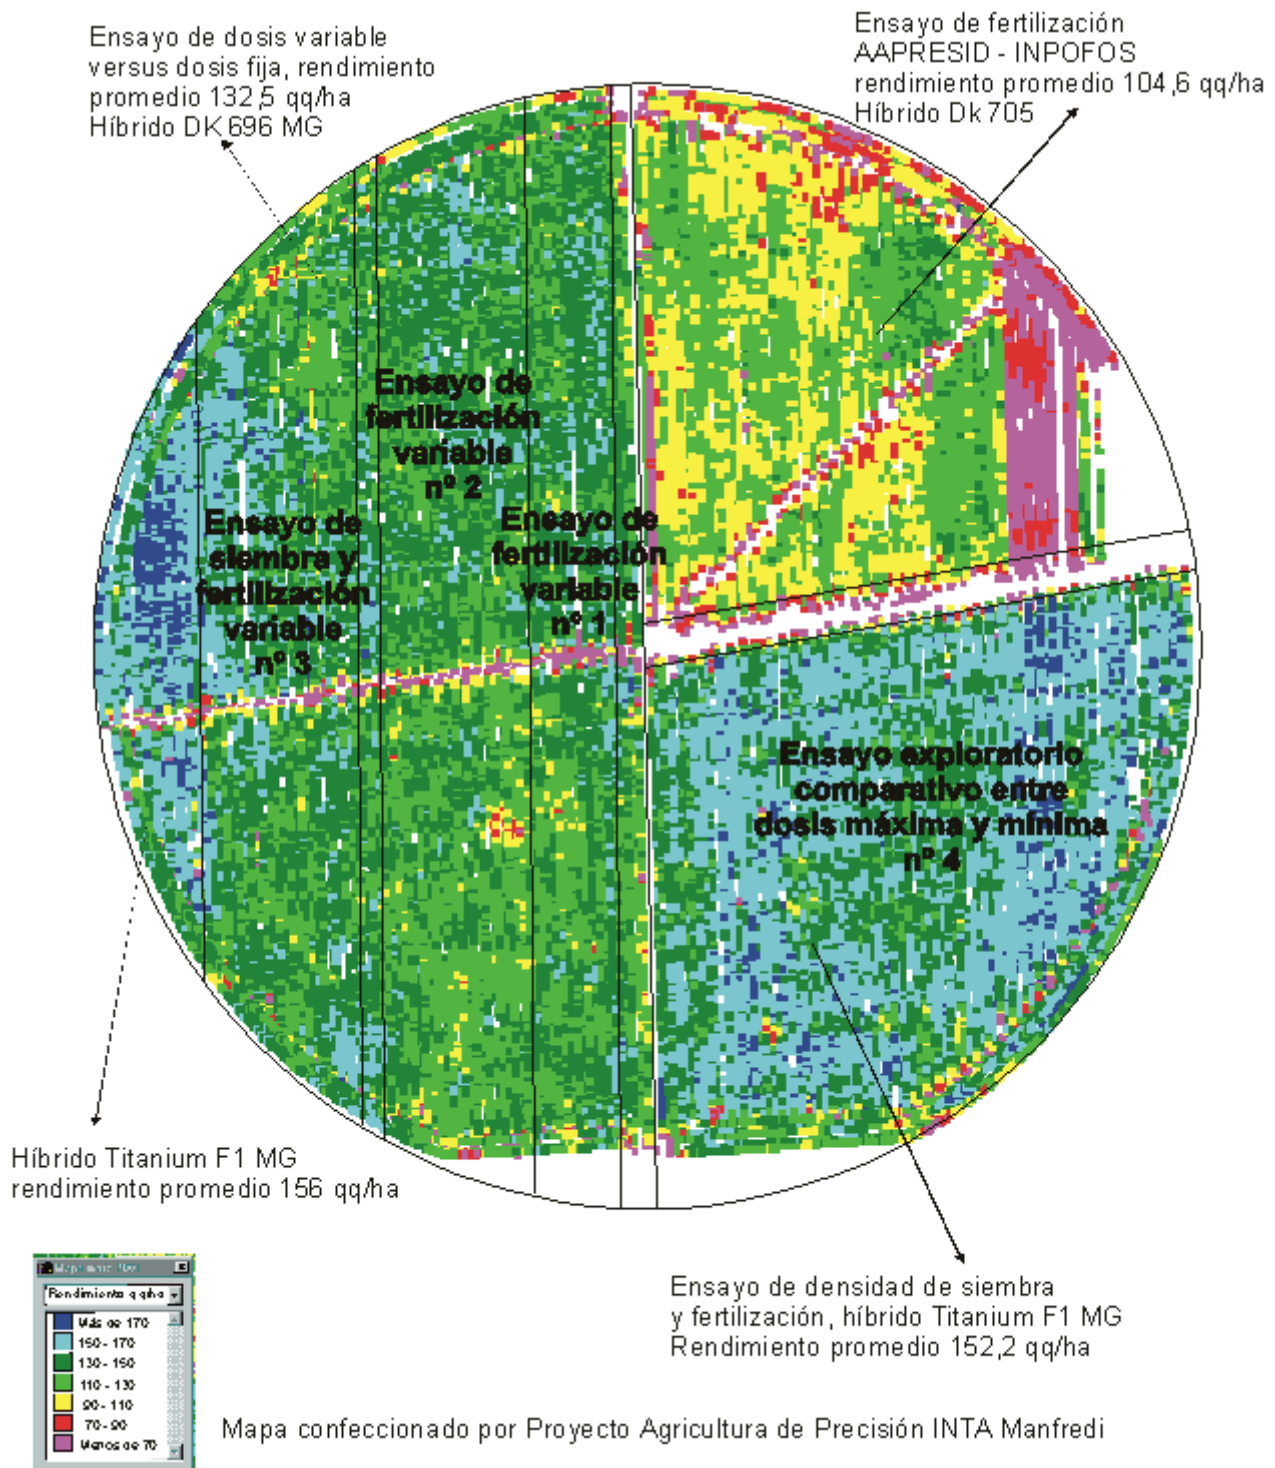 Ensayo de dosis variable
versus dosis fija, rendimiento
promedio 132,5 qq/ha
Híbrido DK 696 MG
Ensayo de fertilización
AAPRESID - INPOFOS
rendimiento promedio 104,6 qq/ha
Híbrido Dk 705
Ensayo de
fertilización
variable
nº 2
Ensayo de
siembra y
fertilización
variable
nº 3
Ensayo de
fertilización
variable
nº 1
Ensayo exploratorio
comparativo entre
dosis máxima y mínima
nº 4
Híbrido Titanium F1 MG
rendimiento promedio 156 qq/ha
Ensayo de densidad de siembra
y fertilización, híbrido Titanium F1 MG
Rendimiento promedio 152,2 qq/ha
Rendimiento qq/ha
Más de 170
150 - 170
130 - 150
110 - 130
90 - 110
70 - 90
Menos de 70
Mapa confeccionado por Proyecto Agricultura de Precisión INTA Manfredi